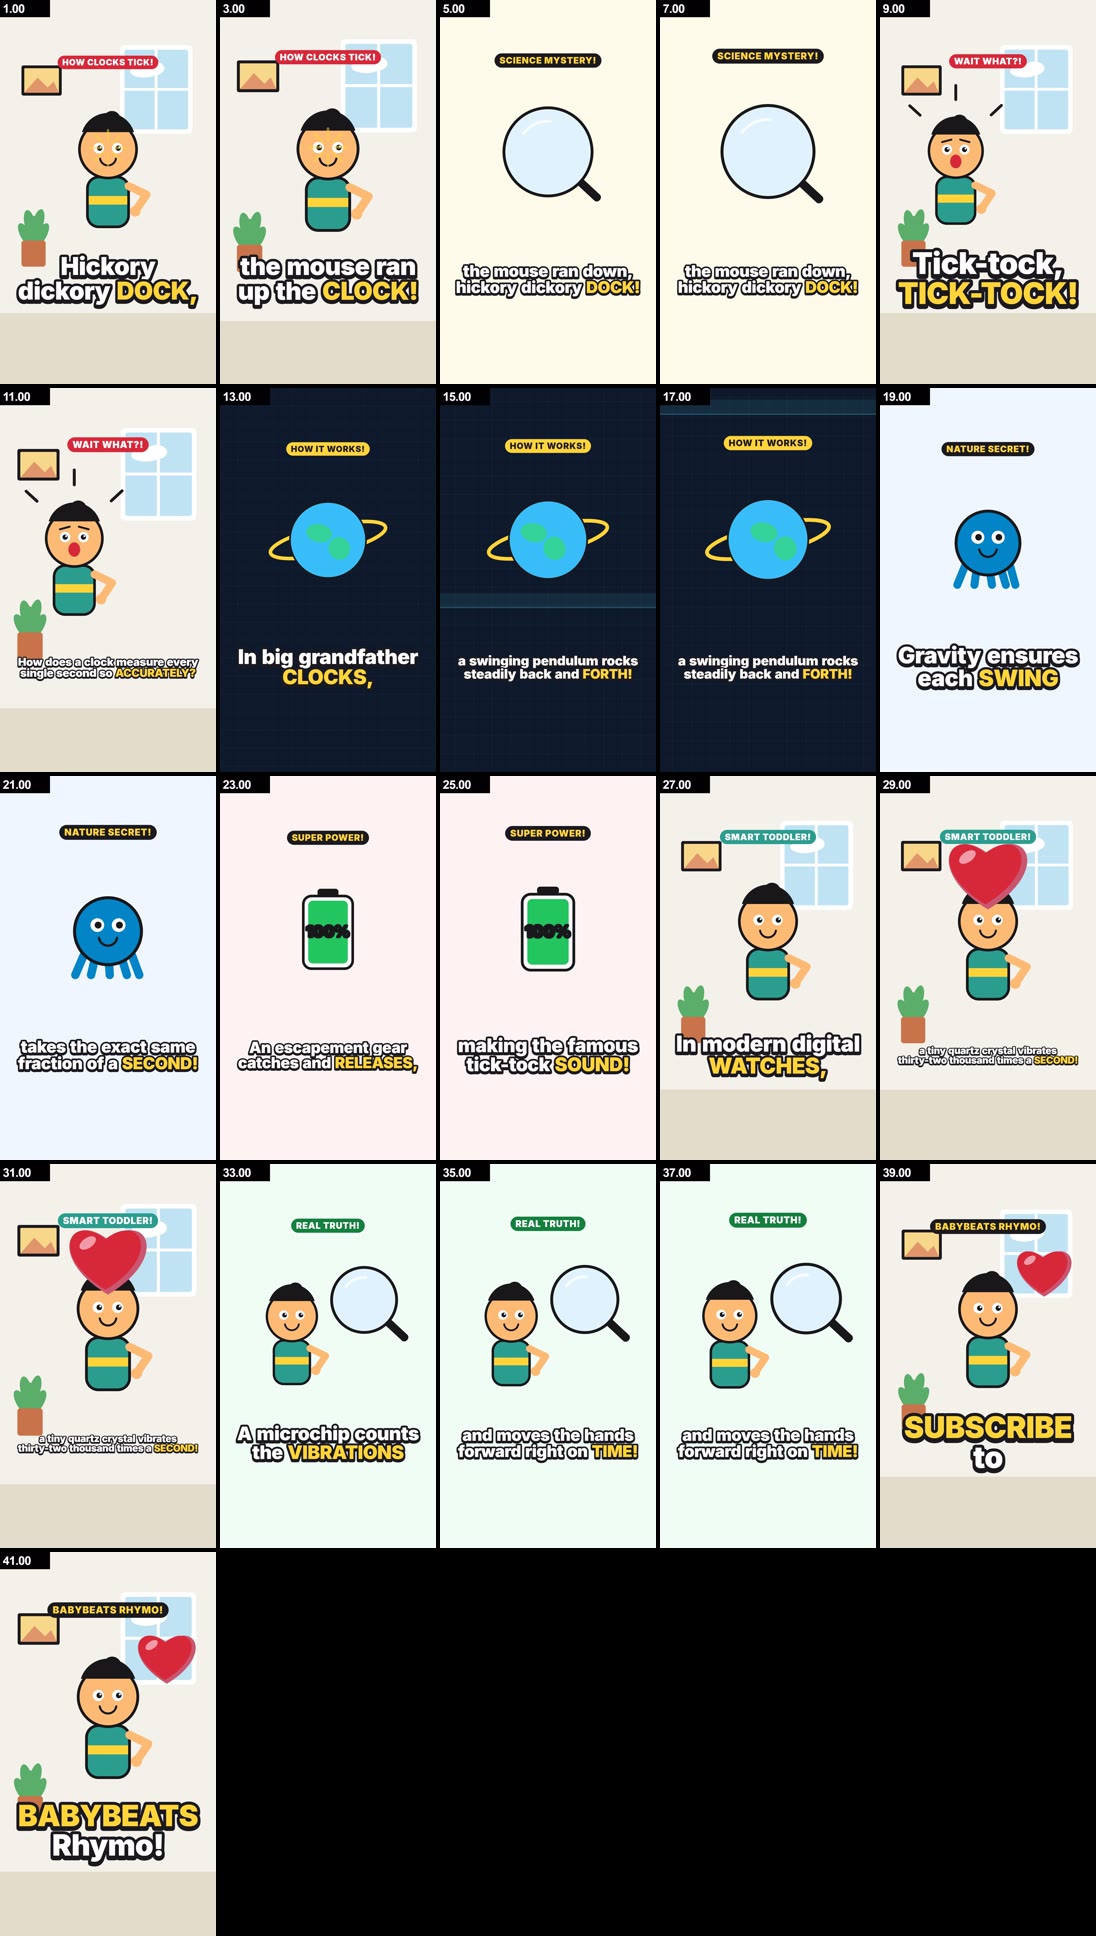 1.00
HOW CLOCKS TICK!
Hickory
dickory DOCK,
3.00
HOW CLOCKS TICK!
the mouse ran
up the CLOCK!
5.00
SCIENCE MYSTERY!
the mouse ran down,
hickory dickory DOCK!
7.00
SCIENCE MYSTERY!
the mouse ran down,
hickory dickory DOCK!
9.00
WAIT WHAT?!
Tick-tock,
TICK-TOCK!
11.00
WAIT WHAT?!
How does a clock measure every
single second so ACCURATELY?
13.00
HOW IT WORKS!
In big grandfather
CLOCKS,
15.00
HOW IT WORKS!
a swinging pendulum rocks
steadily back and FORTH!
17.00
HOW IT WORKS!
a swinging pendulum rocks
steadily back and FORTH!
19.00
NATURE SECRET!
Gravity ensures
each SWING
21.00
NATURE SECRET!
takes the exact same
fraction of a SECOND!
23.00
SUPER POWER!
100%
An escapement gear
catches and RELEASES,
25.00
SUPER POWER!
100%
making the famous
tick-tock SOUND!
27.00
SMART TODDLER!
In modern digital
WATCHES,
29.00
SMART TODDLER!
a tiny quartz crystal vibrates
thirty-two thousand times a SECOND!
31.00
SMART TODDLER!
a tiny quartz crystal vibrates
thirty-two thousand times a SECOND!
33.00
REAL TRUTH!
A microchip counts
the VIBRATIONS
35.00
REAL TRUTH!
and moves the hands
forward right on TIME!
37.00
REAL TRUTH!
and moves the hands
forward right on TIME!
39.00
BABYBEATS RHYMO!
SUBSCRIBE
to
41.00
BABYBEATS RHYMO!
BABYBEATS
Rhymo!